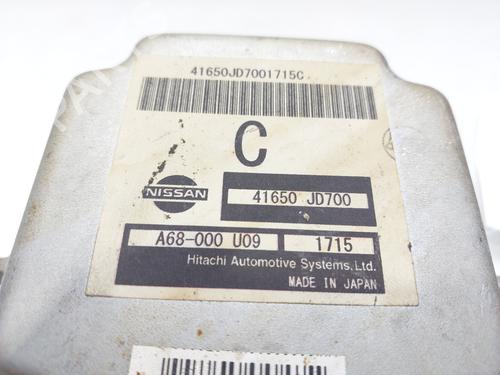 41650JD7001715C
C
NISSAN
41650 JD700
A68-000 U09
1715
Hitachi Automotive Systems,Ltd.
MADE IN JAPAN